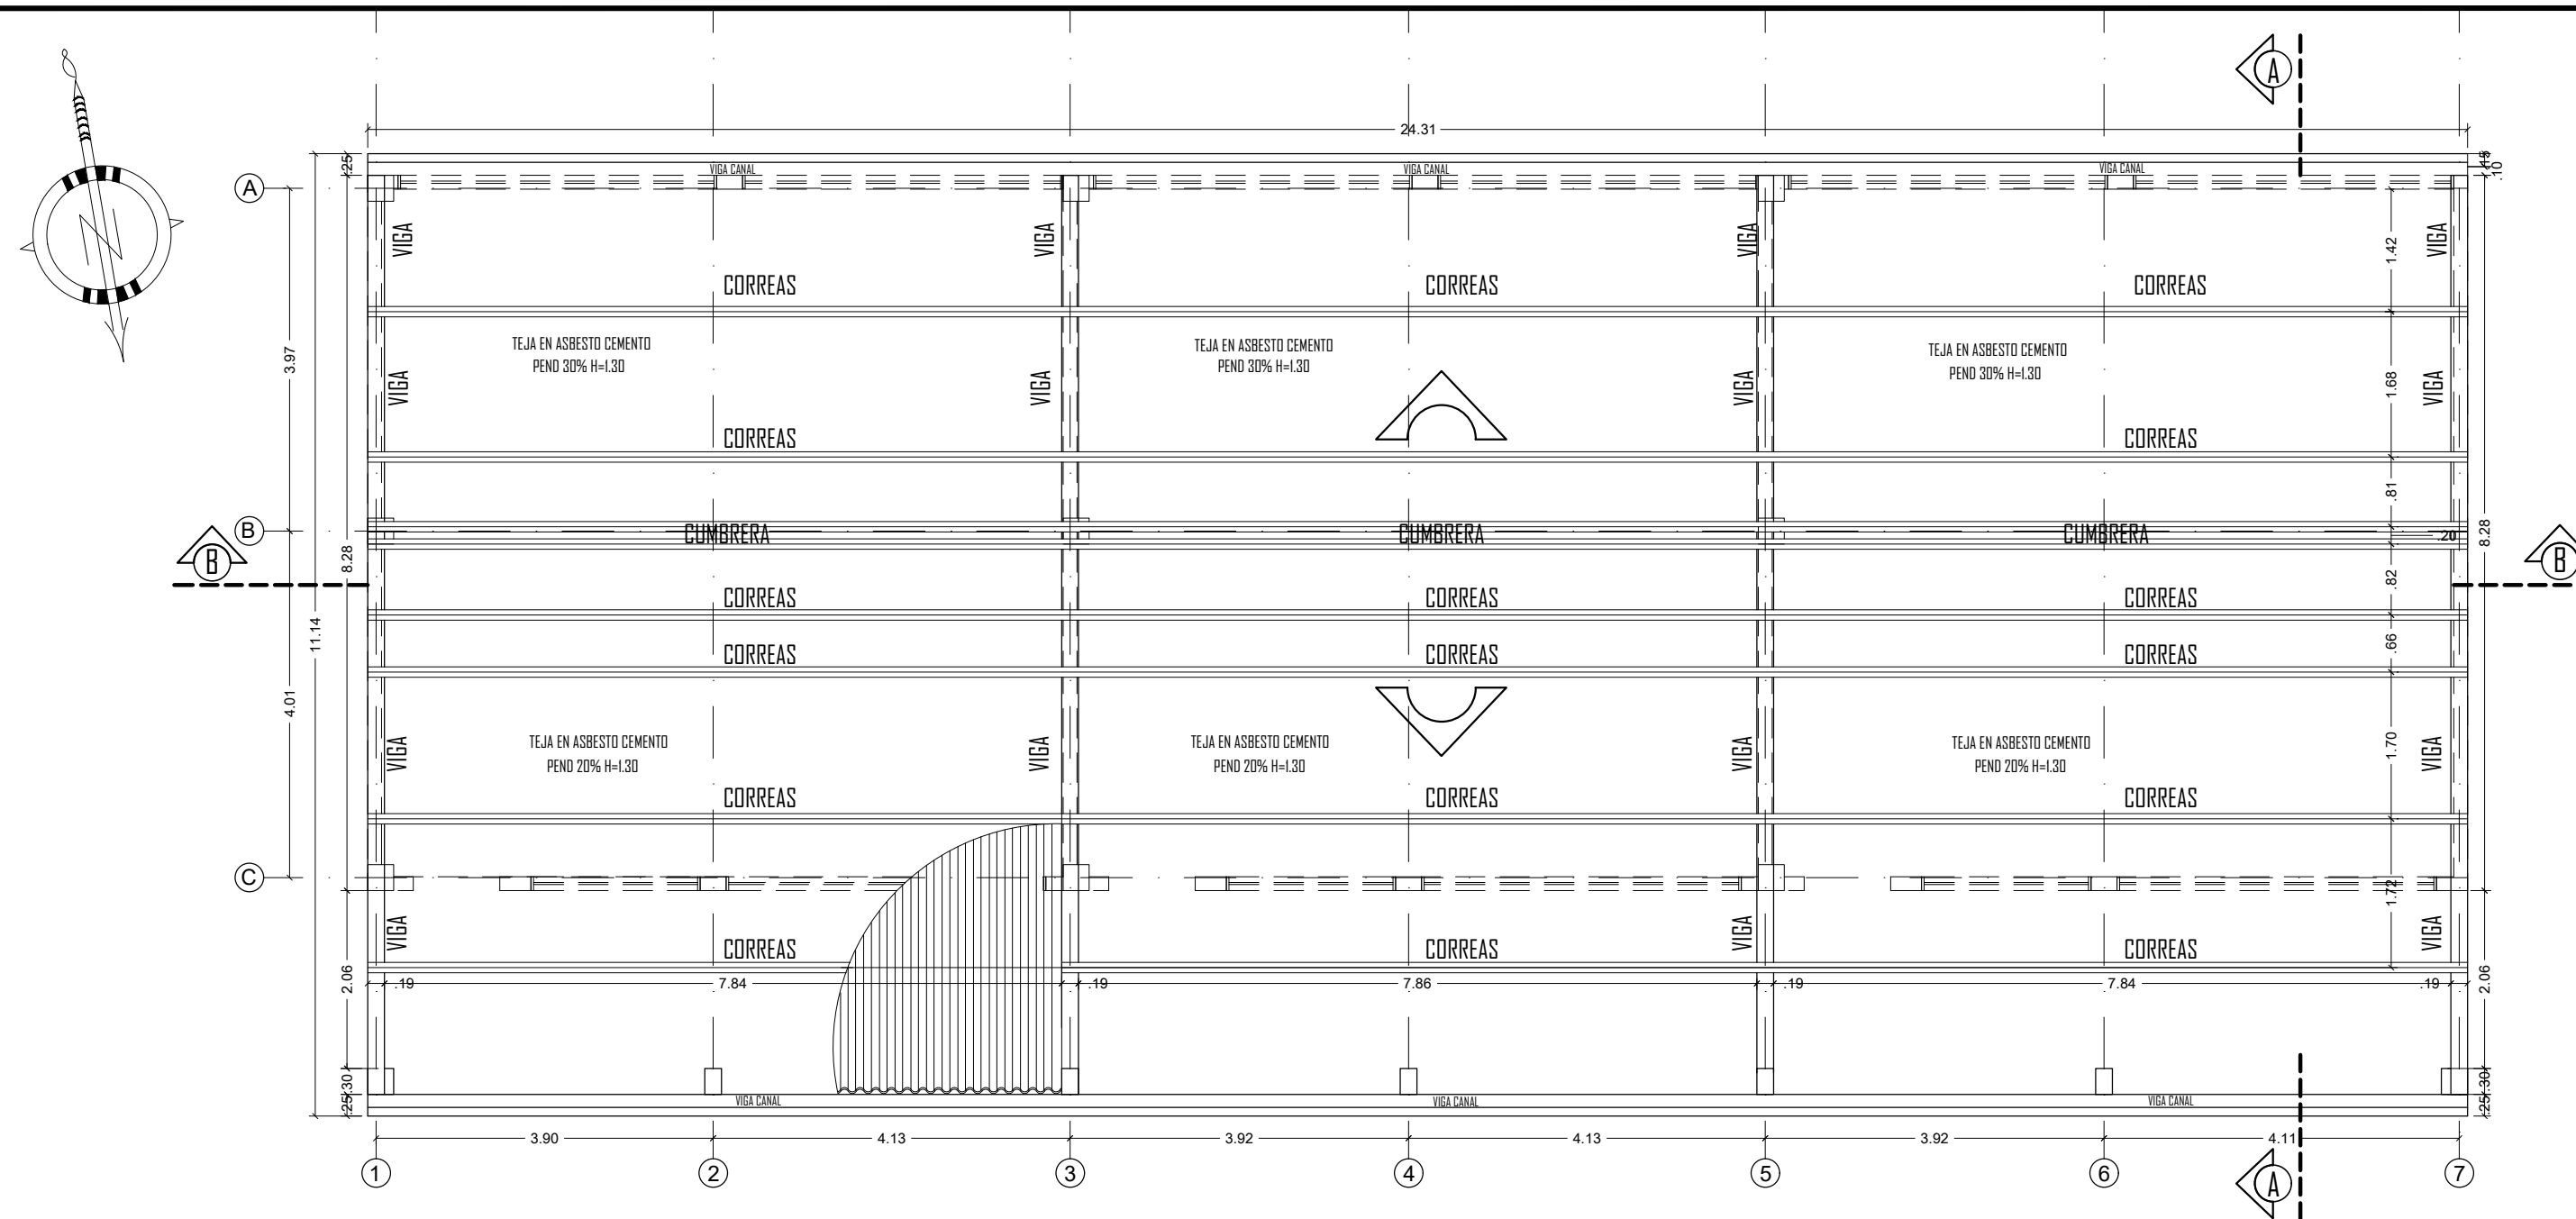 A
24.31
.25
VIGA CANAL
VIGA CANAL
VIGA CANAL
.15
.10
A
VIGA
VIGA
VIGA
VIGA
1.42
CORREAS
CORREAS
CORREAS
3.97
TEJA EN ASBESTO CEMENTO
PEND 30% H=1.30
TEJA EN ASBESTO CEMENTO
PEND 30% H=1.30
TEJA EN ASBESTO CEMENTO
PEND 30% H=1.30
VIGA
VIGA
VIGA
VIGA
1.68
CORREAS
CORREAS
CORREAS
.81
B
CUMBRERA
CUMBRERA
CUMBRERA
.20
8.28
8.28
B
B
.82
CORREAS
CORREAS
CORREAS
11.14
.66
CORREAS
CORREAS
CORREAS
4.01
TEJA EN ASBESTO CEMENTO
PEND 20% H=1.30
TEJA EN ASBESTO CEMENTO
PEND 20% H=1.30
TEJA EN ASBESTO CEMENTO
PEND 20% H=1.30
VIGA
VIGA
VIGA
VIGA
1.70
CORREAS
CORREAS
CORREAS
C
1.72
VIGA
VIGA
VIGA
CORREAS
CORREAS
CORREAS
2.06
.19
7.84
.19
7.86
.19
7.84
.19
2.06
.30
.30
.25
VIGA CANAL
VIGA CANAL
VIGA CANAL
.25
3.90
4.13
3.92
4.13
3.92
4.11
1
2
3
4
5
6
7
A